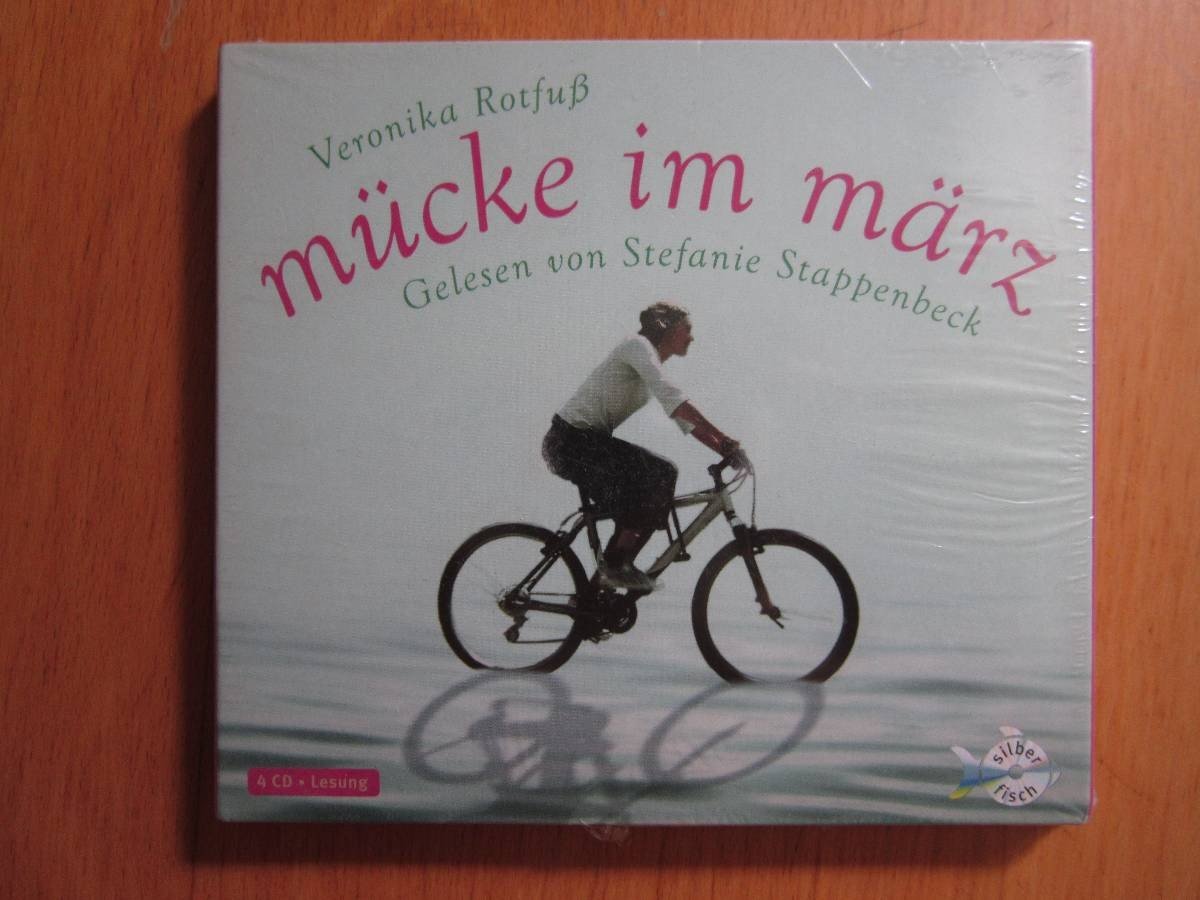 Veronika Rotfuß
mücke im märz
Gelesen von Stefanie Stappenbeck
4 CD • Lesung
silber
fisch